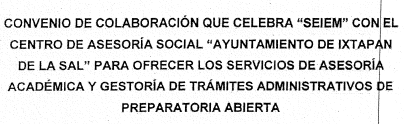 CONVENIO DE COLABORACIÓN QUE CELEBRA “SEIEM” CON EL
CENTRO DE ASESORÍA SOCIAL “AYUNTAMIENTO DE IXTAPAN
DE LA SAL” PARA OFRECER LOS SERVICIOS DE ASESORÍA
ACADÉMICA Y GESTORÍA DE TRÁMITES ADMINISTRATIVOS DE
PREPARATORIA ABIERTA